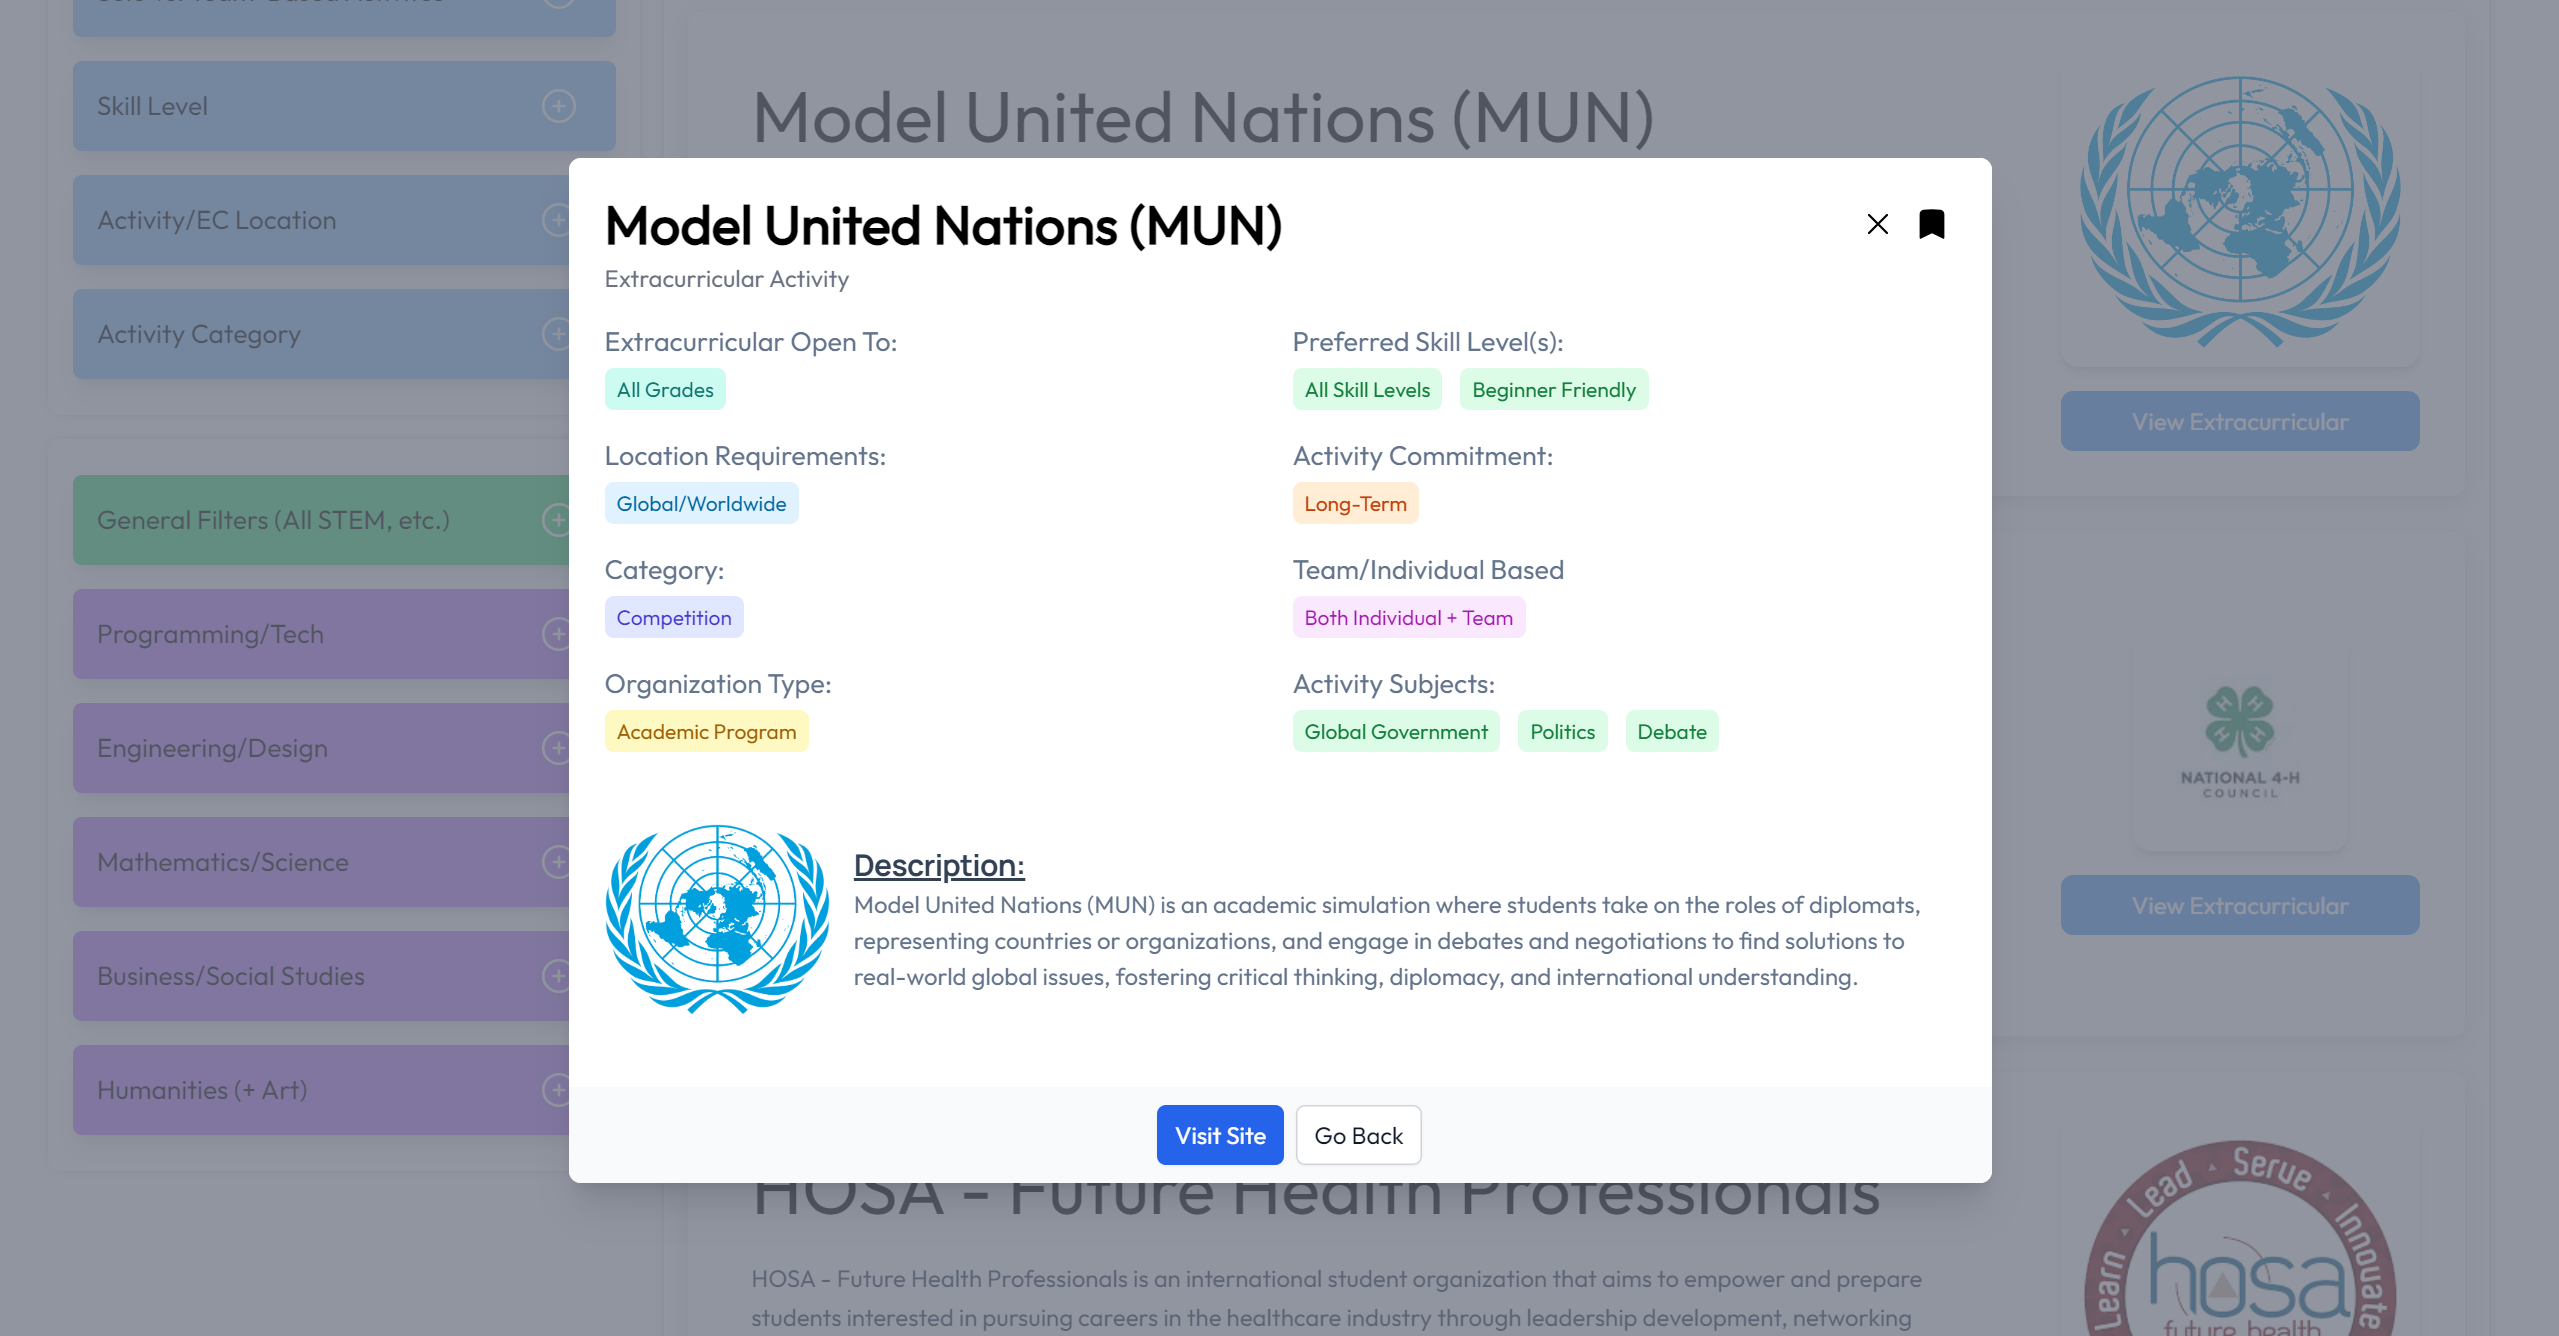 Skill Level
Activity/EC Location
Activity Category
General Filters (All STEM, etc.)
Programming/Tech
Engineering/Design
Mathematics/Science
Business/Social Studies
Humanities (+ Art)
Model United Nations (MUN)
View Extracurricular
Model United Nations (MUN)
Extracurricular Activity
Extracurricular Open To:
All Grades
Preferred Skill Level(s):
All Skill Levels
Beginner Friendly
Location Requirements:
Global/Worldwide
Activity Commitment:
Long-Term
Category:
Competition
Team/Individual Based
Both Individual + Team
Organization Type:
Academic Program
Activity Subjects:
Global Government
Politics
Debate
Description:
Model United Nations (MUN) is an academic simulation where students take on the roles of diplomats,
representing countries or organizations, and engage in debates and negotiations to find solutions to
real-world global issues, fostering critical thinking, diplomacy, and international understanding.
Visit Site
Go Back
NATIONAL 4-H
COUNCIL
View Extracurricular
HOSA - Future Health Professionals
HOSA - Future Health Professionals is an international student organization that aims to empower and prepare
students interested in pursuing careers in the healthcare industry through leadership development, networking
Learn Lead Serve Innovate
hosa
future health